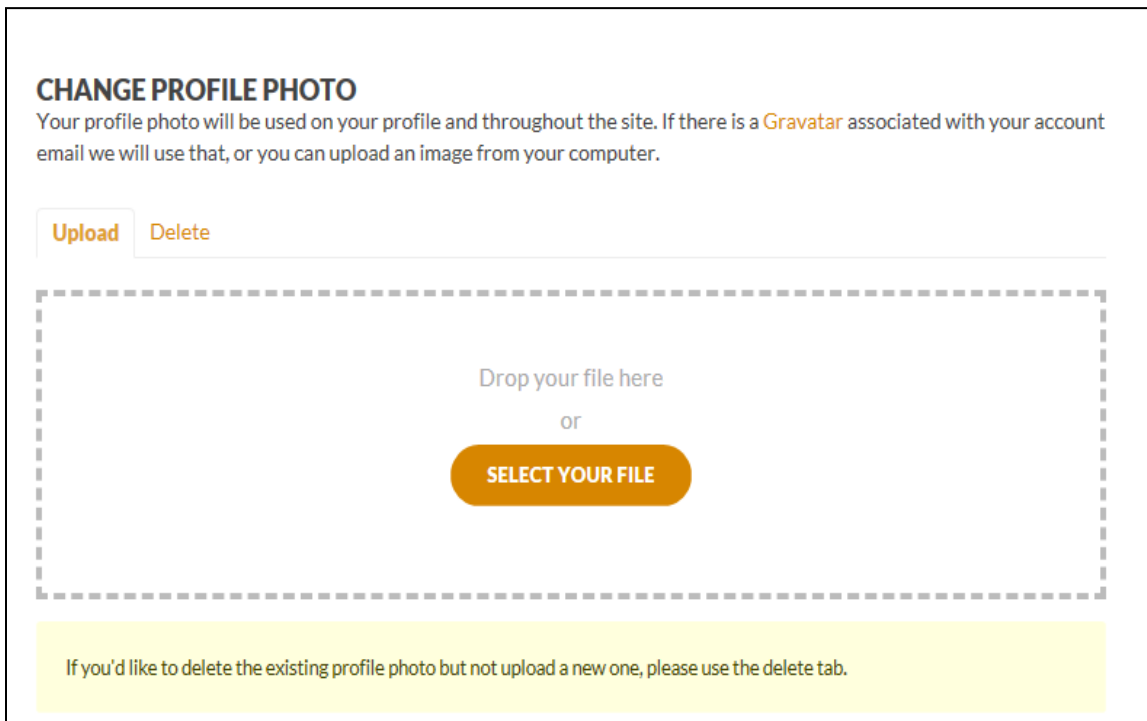 CHANGE PROFILE PHOTO
Your profile photo will be used on your profile and throughout the site. If there is a Gravatar associated with your account
email we will use that, or you can upload an image from your computer.
Upload Delete
Drop your file here
or
SELECT YOUR FILE
If you'd like to delete the existing profile photo but not upload a new one, please use the delete tab.